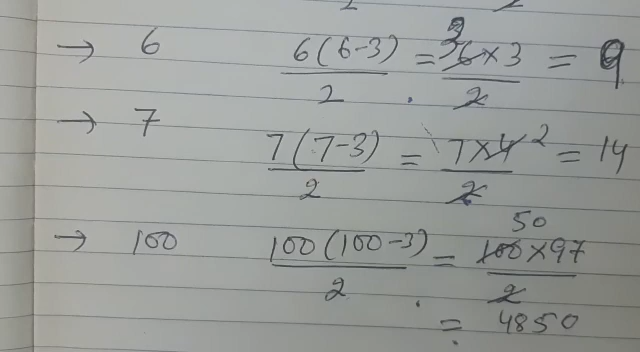 → 6 6(6-3)/2 = 3 6×3/2 = 9
→ 7 7(7-3)/2 = 7×4 2/2 = 14
→ 100 100(100-3)/2 = 50 100×97/2
= 4850